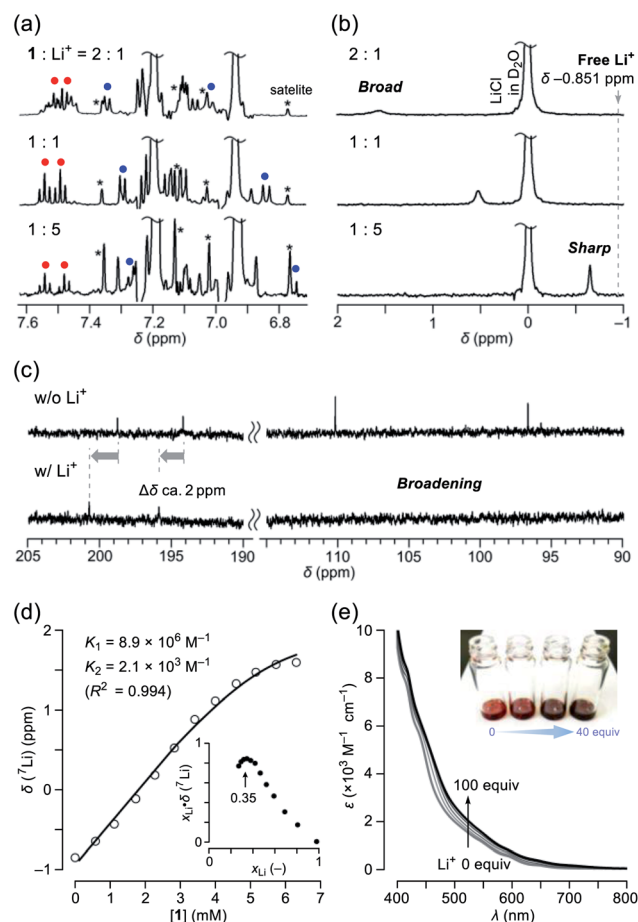 (a)
1 : Li⁺ = 2 : 1
satelite
*
*
*
*
1 : 1
*
*
*
*
1 : 5
*
*
*
*
7.6 7.4 7.2 7.0 6.8
δ (ppm)
(b)
2 : 1
Broad
LiCl
in D₂O
Free Li⁺
δ –0.851 ppm
1 : 1
1 : 5
Sharp
2 1 0 –1
δ (ppm)
(c)
w/o Li⁺
w/ Li⁺
Δδ ca. 2 ppm
Broadening
205 200 195 190 110 105 100 95 90
δ (ppm)
(d)
K₁ = 8.9 × 10⁶ M⁻¹
K₂ = 2.1 × 10³ M⁻¹
(R² = 0.994)
2
1
0
–1
δ (⁷Li) (ppm)
1
0
x_Li•δ (⁷Li)
0.35
0 1
x_Li (–)
0 1 2 3 4 5 6 7
[1] (mM)
(e)
10
8
6
4
2
0
ε (×10³ M⁻¹ cm⁻¹)
0 40 equiv
100 equiv
Li⁺ 0 equiv
400 500 600 700 800
λ (nm)